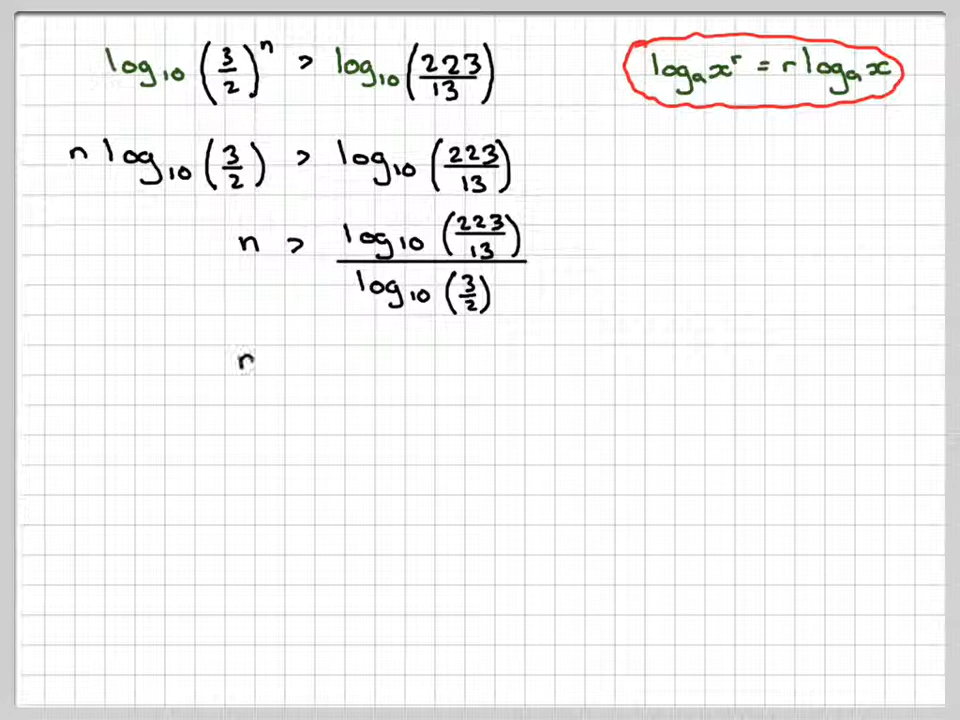 log₁₀ (3/2)ⁿ > log₁₀ (223/13)
logₐ xʳ = r logₐ x
n log₁₀ (3/2) > log₁₀ (223/13)
n > log₁₀ (223/13) / log₁₀ (3/2)
n